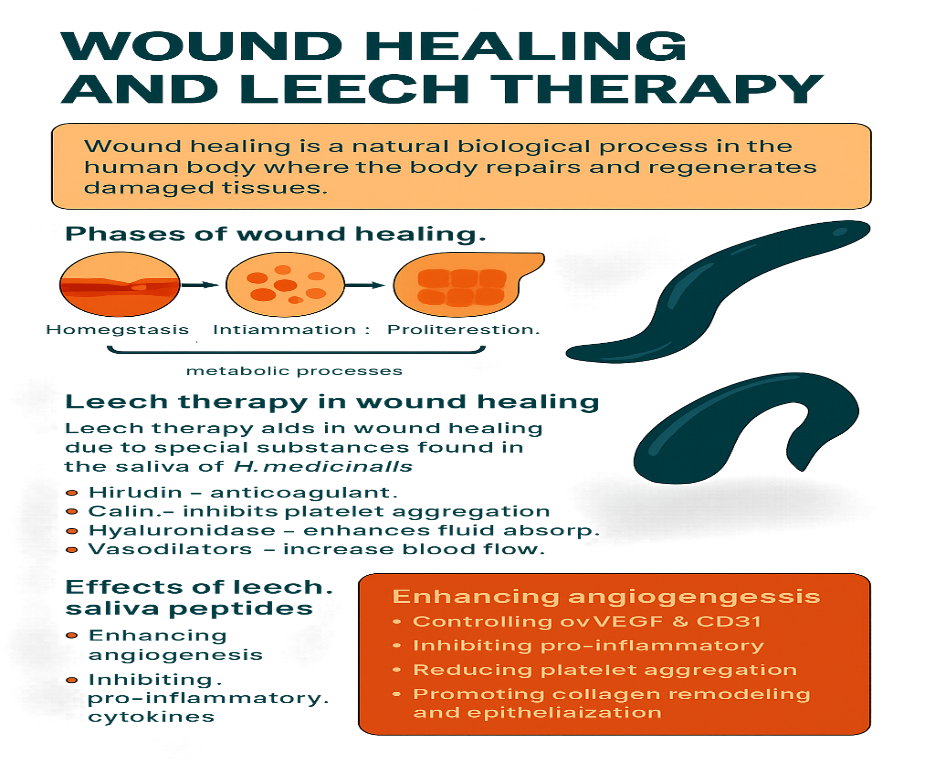 WOUND HEALING
AND LEECH THERAPY
Wound healing is a natural biological process in the
human body where the body repairs and regenerates
damaged tissues.
Phases of wound healing.
Homegstasis
Intiammation :
Proliterestion.
metabolic processes
Leech therapy in wound healing
Leech therapy alds in wound healing
due to special substances found in
the saliva of H.medicinalls
• Hirudin – anticoagulant.
• Calin.– inhibits platelet aggregation
• Hyaluronidase – enhances fluid absorp.
• Vasodilators – increase blood flow.
Effects of leech.
saliva peptides
• Enhancing
angiogenesis
• Inhibiting.
pro-inflammatory.
cytokines
Enhancing angiogengessis
• Controlling ov VEGF & CD31
• Inhibiting pro-inflammatory
• Reducing platelet aggregation
• Promoting collagen remodeling
and epitheliaization